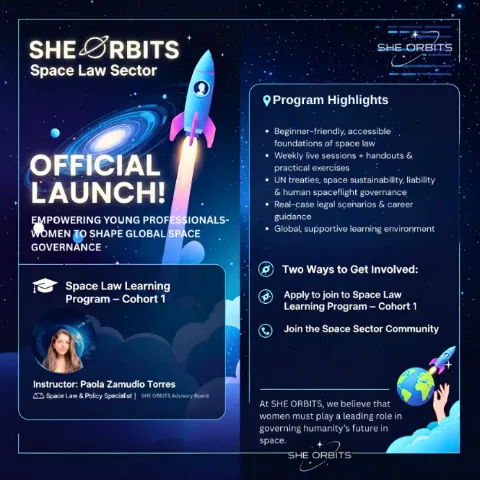 SHE ORBITS
Space Law Sector
OFFICIAL
LAUNCH!
EMPOWERING YOUNG PROFESSIONALS-
WOMEN TO SHAPE GLOBAL SPACE
GOVERNANCE
Space Law Learning
Program – Cohort 1
Instructor: Paola Zamudio Torres
Space Law & Policy Specialist | SHE ORBITS Advisory Board
SHE ORBITS
Program Highlights
• Beginner-friendly, accessible
foundations of space law
• Weekly live sessions + handouts &
practical exercises
• UN treaties, space sustainability, liability
& human spaceflight governance
• Real-case legal scenarios & career
guidance
• Global, supportive learning environment
Two Ways to Get Involved:
Apply to join to Space Law
Learning Program – Cohort 1
Join the Space Sector Community
At SHE ORBITS, we believe that
women must play a leading role in
governing humanity's future in
space.
SHE ORBITS